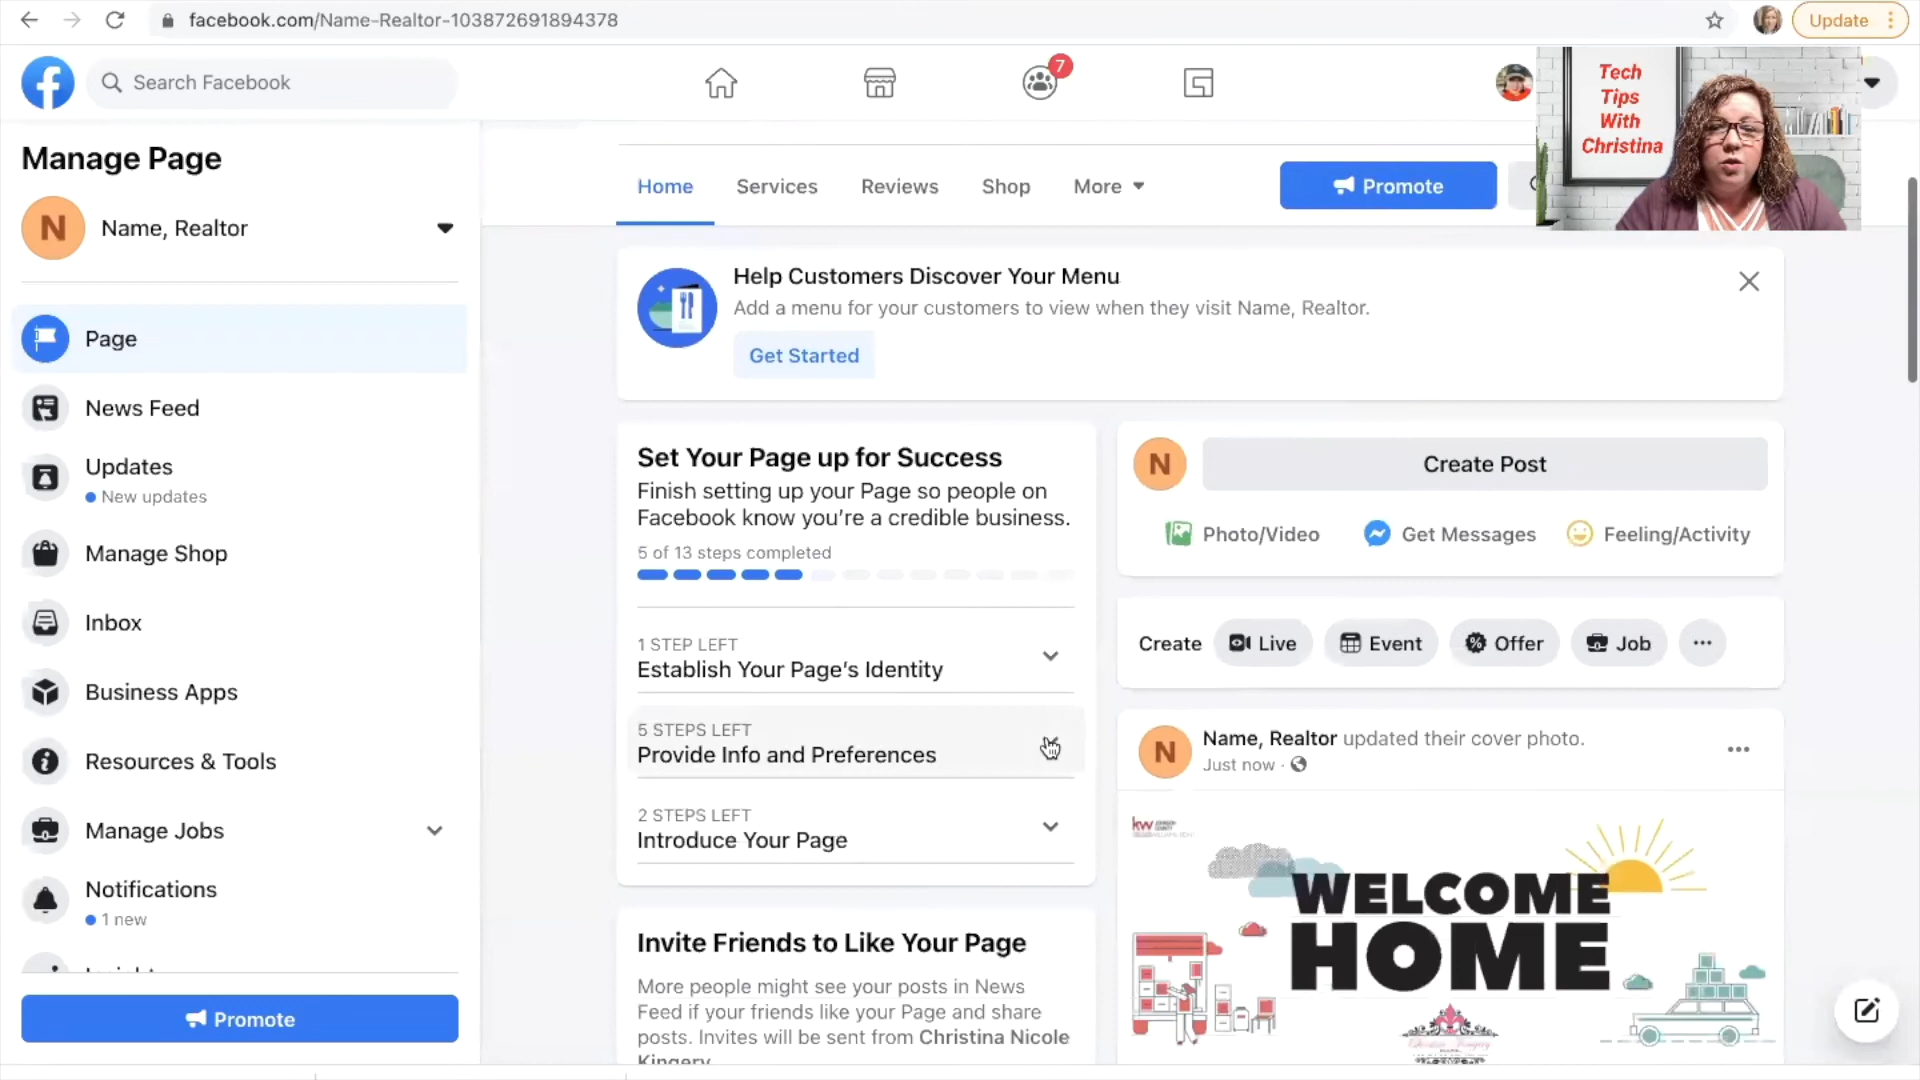 facebook.com/Name-Realtor-103872691894378
Update
Search Facebook
7
Tech
Tips
With
Christina
Manage Page
N
Name, Realtor
Home
Services
Reviews
Shop
More
Promote
Help Customers Discover Your Menu
Add a menu for your customers to view when they visit Name, Realtor.
Get Started
Page
News Feed
Updates
New updates
Manage Shop
Inbox
Business Apps
Resources & Tools
Manage Jobs
Notifications
1 new
Promote
Set Your Page up for Success
Finish setting up your Page so people on
Facebook know you're a credible business.
5 of 13 steps completed
1 STEP LEFT
Establish Your Page's Identity
5 STEPS LEFT
Provide Info and Preferences
2 STEPS LEFT
Introduce Your Page
Invite Friends to Like Your Page
More people might see your posts in News
Feed if your friends like your Page and share
posts. Invites will be sent from Christina Nicole
Kingery
N
Create Post
Photo/Video
Get Messages
Feeling/Activity
Create
Live
Event
Offer
Job
N
Name, Realtor updated their cover photo.
Just now
kw
WELCOME
HOME